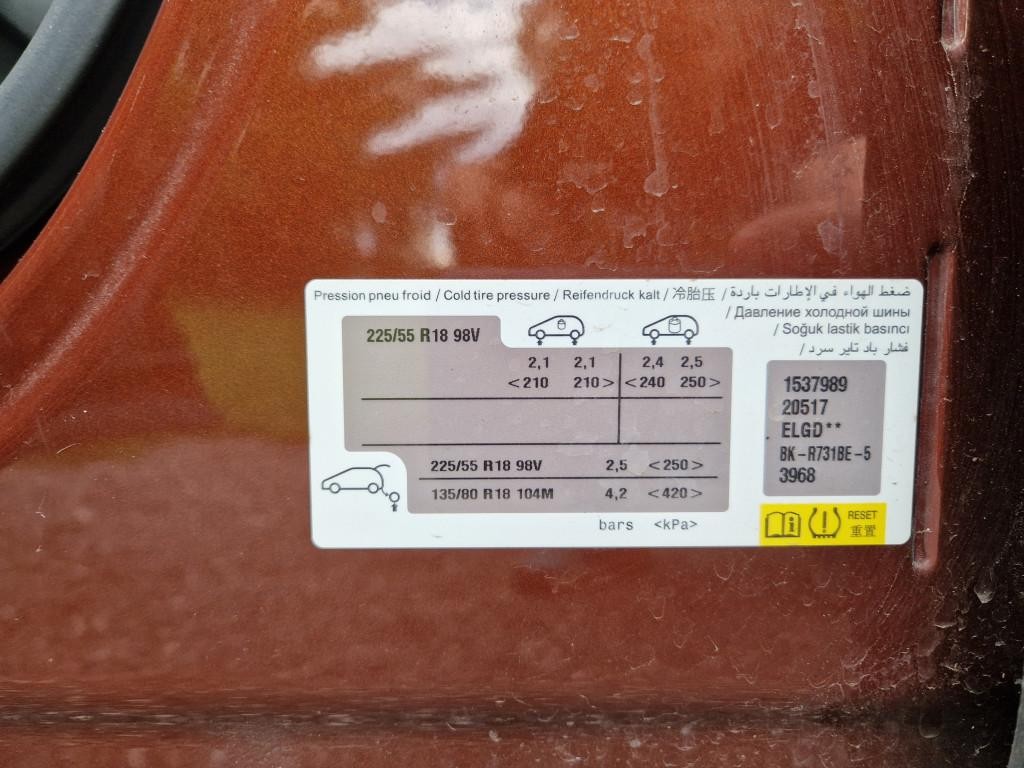 Pression pneu froid / Cold tire pressure / Reifendruck kalt / 冷胎压 / ضغط الهواء في الإطارات باردة
/ Давление холодной шины
/ Soğuk lastik basıncı
/ فشار باد تایر سرد
225/55 R18 98V
2,1 2,1 2,4 2,5
<210 210> <240 250>
225/55 R18 98V 2,5 <250>
135/80 R18 104M 4,2 <420>
bars <kPa>
1537989
20517
ELGD**
BK-R731BE-5
3968
RESET
重置